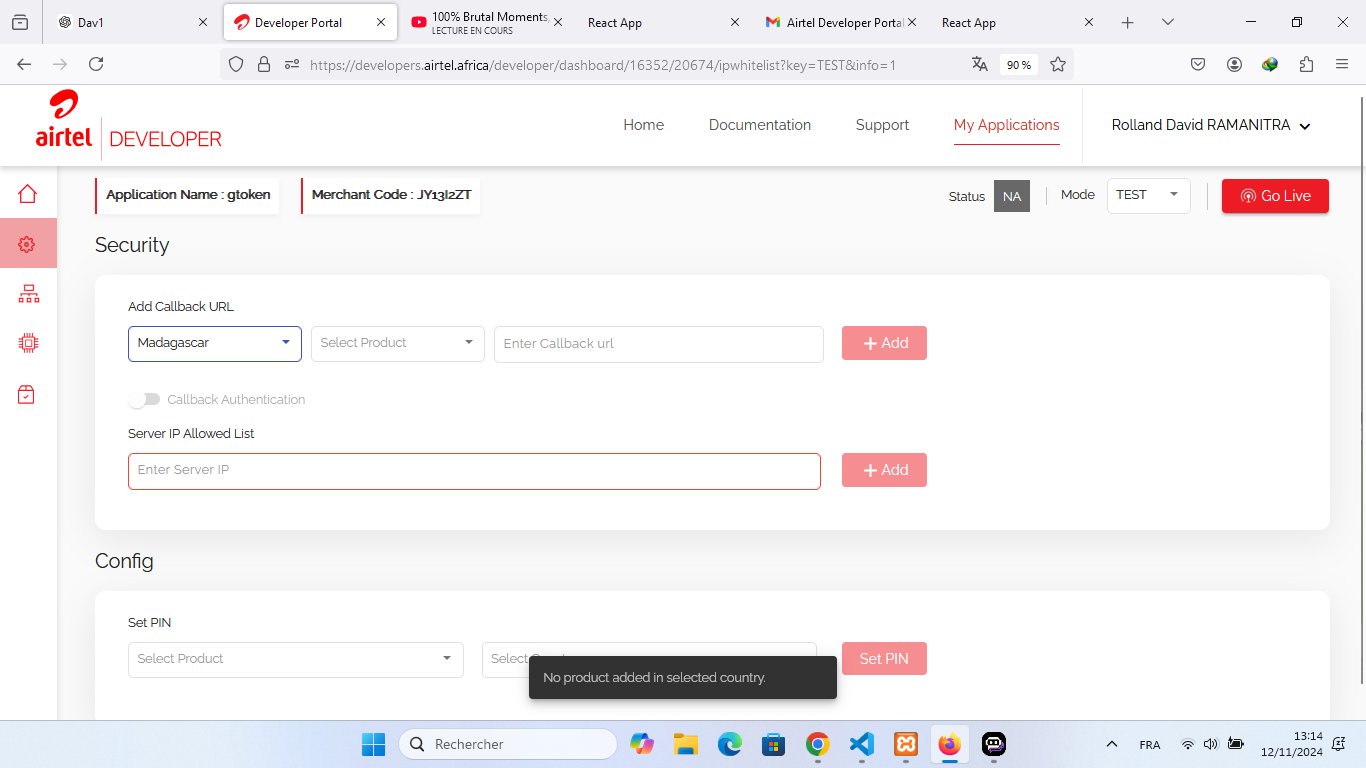 Dav1
Developer Portal
100% Brutal Moments,
LECTURE EN COURS
React App
Airtel Developer Portal
React App
https://developers.airtel.africa/developer/dashboard/16352/20674/ipwhitelist?key=TEST&info=1
90 %
airtel
DEVELOPER
Home
Documentation
Support
My Applications
Rolland David RAMANITRA
Application Name : gtoken
Merchant Code : JY13I2ZT
Status
NA
Mode
TEST
Go Live
Security
Add Callback URL
Madagascar
Select Product
Enter Callback url
+ Add
Callback Authentication
Server IP Allowed List
Enter Server IP
+ Add
Config
Set PIN
Select Product
Select
Set PIN
No product added in selected country.
Rechercher
FRA
13:14
12/11/2024